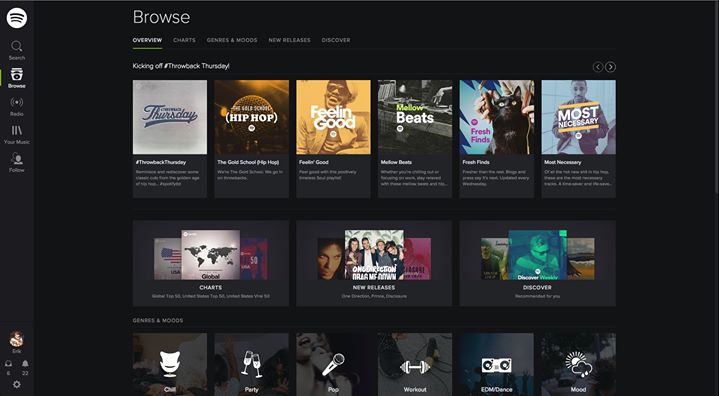 Browse
OVERVIEW CHARTS GENRES & MOODS NEW RELEASES DISCOVER
Search
Browse
Radio
Your Music
Follow
Kicking off #Throwback Thursday!
THROWBACK
Thursday
THE GOLD SCHOOL
(HIP HOP)
Feelin'
Good
Mellow
Beats
Fresh
Finds
MOST
NECESSARY
#ThrowbackThursday
Reminisce and rediscover some
classic cuts from the golden age
of hip hop... #spotifytbt
The Gold School (Hip Hop)
We're The Gold School. We go in
on throwbacks.
Feelin' Good
Feel good with this positively
timeless Soul playlist!
Mellow Beats
Whether you're chilling out or
focusing on work, stay relaxed
with these mellow beats and hip...
Fresh Finds
Fresher than the rest. Blogs and
press say it's next. Updated every
Wednesday.
Most Necessary
Of all the hot new shit in hip hop,
these are the most necessary
tracks. A time-saver and life-save...
USA
Global
50
USA
CHARTS
Global Top 50, United States Top 50, United States Viral 50
ONE DIRECTION
DRAG ME DOWN
NEW RELEASES
One Direction, Prince, Disclosure
Discover Weekly
DISCOVER
Recommended for you
GENRES & MOODS
Chill
Party
Pop
Workout
EDM/Dance
Mood
Erik
6 22